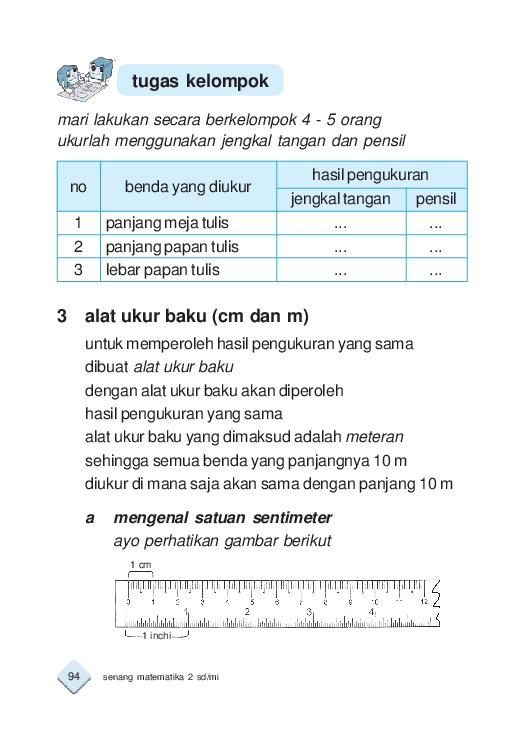 tugas kelompok
mari lakukan secara berkelompok 4 - 5 orang
ukurlah menggunakan jengkal tangan dan pensil
no benda yang diukur hasil pengukuran
jengkal tangan pensil
1 panjang meja tulis ... ...
2 panjang papan tulis ... ...
3 lebar papan tulis ... ...
3 alat ukur baku (cm dan m)
untuk memperoleh hasil pengukuran yang sama
dibuat alat ukur baku
dengan alat ukur baku akan diperoleh
hasil pengukuran yang sama
alat ukur baku yang dimaksud adalah meteran
sehingga semua benda yang panjangnya 10 m
diukur di mana saja akan sama dengan panjang 10 m
a mengenal satuan sentimeter
ayo perhatikan gambar berikut
1 cm
0 1 2 3 4 5 6 7 8 9 10 11 12
1 2 3 4
1 inchi
94 senang matematika 2 sd/mi